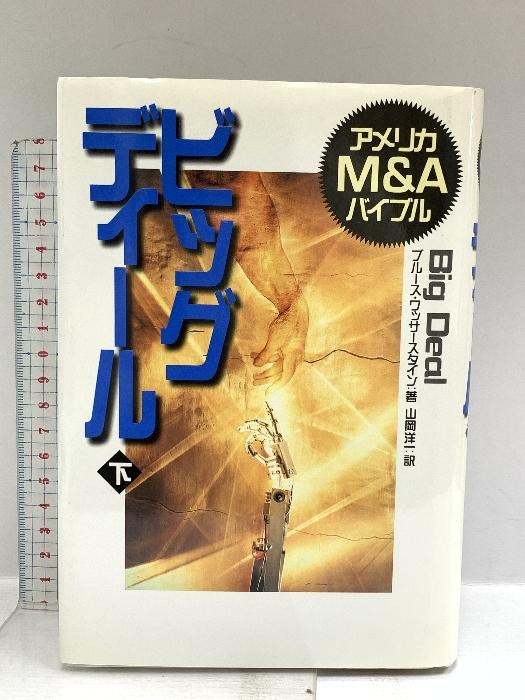 ビッグ
ディール
下
アメリカ
M&A
バイブル
Big Deal
ブルース・ワッサースタイン:著 山岡洋一:訳